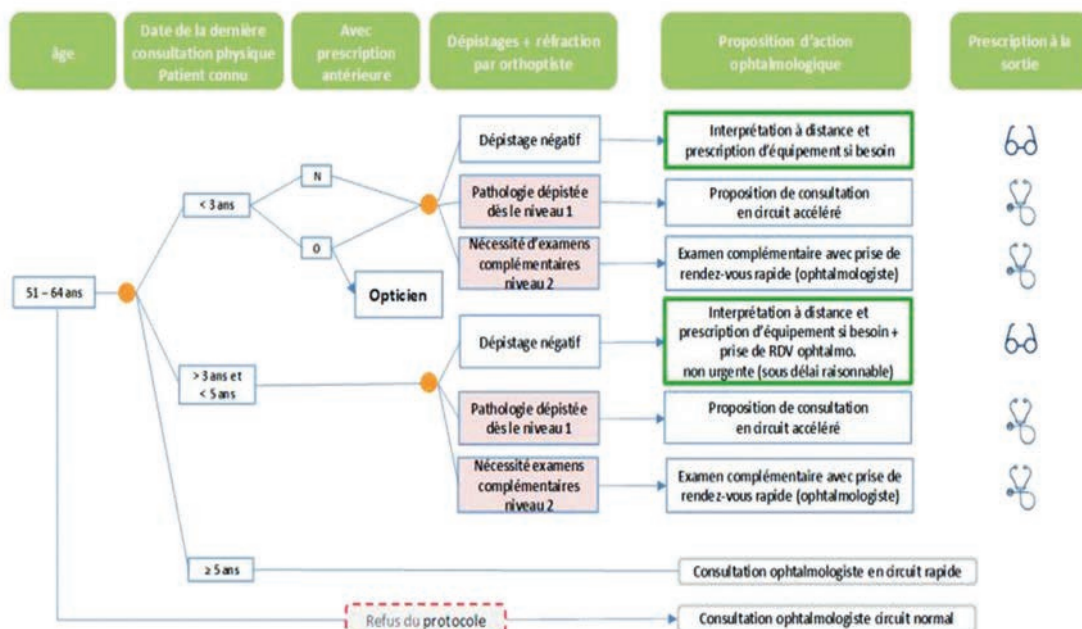 âge
Date de la dernière
consultation physique
Patient connu
Avec
prescription
antérieure
Dépistages + réfraction
par orthoptiste
Proposition d'action
ophtalmologique
Prescription à la
sortie
51 – 64 ans
< 3 ans
N
O
Opticien
Dépistage négatif
Interprétation à distance et
prescription d'équipement si besoin
Pathologie dépistée
dès le niveau 1
Proposition de consultation
en circuit accéléré
Nécessité d'examens
complémentaires
niveau 2
Examen complémentaire avec prise de
rendez-vous rapide (ophtalmologiste)
> 3 ans et
< 5 ans
Dépistage négatif
Interprétation à distance et
prescription d'équipement si besoin +
prise de RDV ophtalmo.
non urgente (sous délai raisonnable)
Pathologie dépistée
dès le niveau 1
Proposition de consultation
en circuit accéléré
Nécessité examens
complémentaires
niveau 2
Examen complémentaire avec prise de
rendez-vous rapide (ophtalmologiste)
≥ 5 ans
Consultation ophtalmologiste en circuit rapide
Refus du protocole
Consultation ophtalmologiste circuit normal